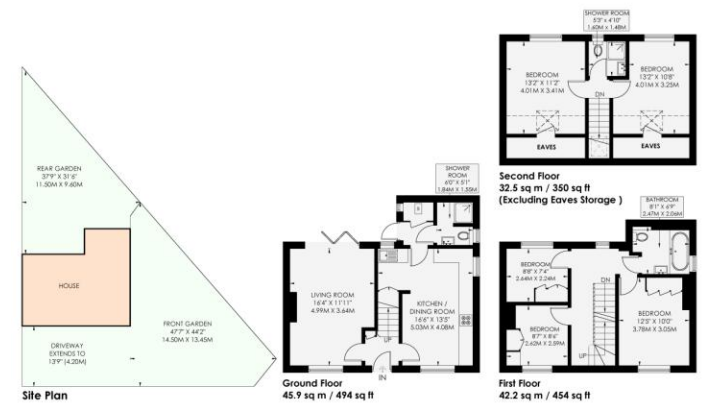 SHOWER ROOM
5'3" x 4'10"
1.60M x 1.48M
BEDROOM
13'2" X 11'2"
4.01M X 3.41M
BEDROOM
13'2" X 10'8"
4.01M X 3.25M
DN
EAVES
EAVES
Second Floor
32.5 sq m / 350 sq ft
(Excluding Eaves Storage )
REAR GARDEN
37'9" X 31'6"
11.50M X 9.60M
HOUSE
DRIVEWAY
EXTENDS TO
13'9" (4.20M)
FRONT GARDEN
47'7" X 44'2"
14.50M X 13.45M
Site Plan
SHOWER
ROOM
6'0" X 5'1"
1.84M X 1.55M
LIVING ROOM
16'4" X 11'11"
4.99M X 3.64M
KITCHEN /
DINING ROOM
16'6" X 13'5"
5.03M X 4.08M
UP
IN
Ground Floor
45.9 sq m / 494 sq ft
BATHROOM
8'1" X 6'9"
2.47M X 2.06M
BEDROOM
8'8" X 7'4"
2.64M X 2.24M
DN
BEDROOM
8'7" X 8'6"
2.62M X 2.59M
BEDROOM
12'5" X 10'0"
3.78M X 3.05M
UP
First Floor
42.2 sq m / 454 sq ft